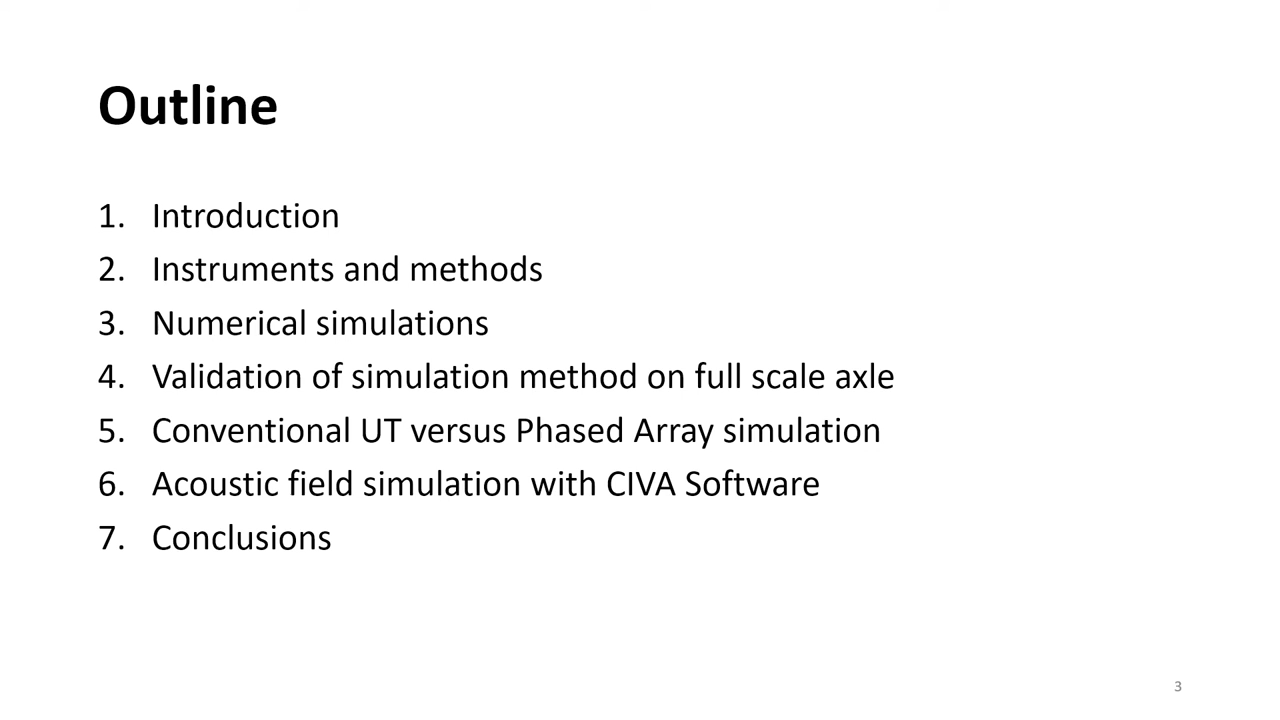 Outline
1. Introduction
2. Instruments and methods
3. Numerical simulations
4. Validation of simulation method on full scale axle
5. Conventional UT versus Phased Array simulation
6. Acoustic field simulation with CIVA Software
7. Conclusions
3